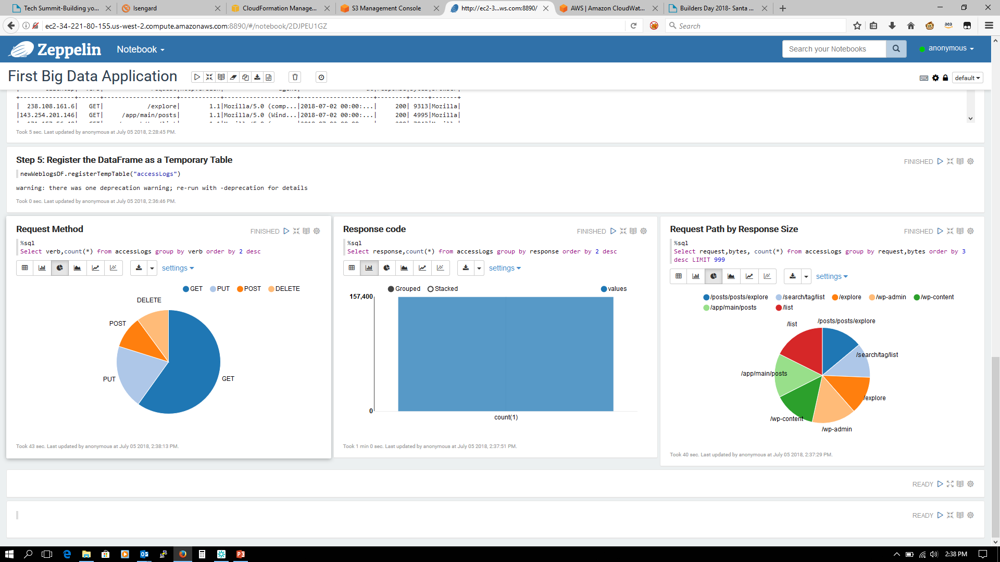 Tech Summit-Building yo...
Isengard
CloudFormation Manage...
S3 Management Console
http://ec2-3...ws.com:8890/
AWS | Amazon CloudWat...
Builders Day 2018- Santa ...
ec2-34-221-80-155.us-west-2.compute.amazonaws.com:8890/#/notebook/2DJPEU1GZ
Search
aea
Zeppelin
Notebook
Search your Notebooks
anonymous
First Big Data Application
default
+---------------+------+--------------------+-----------+--------------------+--------------------+--------+-----+-------+
| 238.108.161.6| GET| /explore| 1.1|Mozilla/5.0 (comp...|2018-07-02 00:00:...| 200| 9313|Mozilla|
|143.254.201.146| GET| /app/main/posts| 1.1|Mozilla/5.0 (Wind...|2018-07-02 00:00:...| 200| 4995|Mozilla|
Took 5 sec. Last updated by anonymous at July 05 2018, 2:28:45 PM.
Step 5: Register the DataFrame as a Temporary Table
FINISHED
newWeblogsDF.registerTempTable("accessLogs")
warning: there was one deprecation warning; re-run with -deprecation for details
Took 0 sec. Last updated by anonymous at July 05 2018, 2:36:46 PM.
Request Method
FINISHED
%sql
Select verb,count(*) from accessLogs group by verb order by 2 desc
settings
GET PUT POST DELETE
DELETE
POST
PUT
GET
Took 43 sec. Last updated by anonymous at July 05 2018, 2:38:13 PM.
Response code
FINISHED
%sql
Select response,count(*) from accessLogs group by response order by 2 desc
settings
Grouped Stacked values
157,400
0
count(1)
Took 1 min 0 sec. Last updated by anonymous at July 05 2018, 2:37:51 PM.
Request Path by Response Size
FINISHED
%sql
Select request,bytes, count(*) from accessLogs group by request,bytes order by 3
desc LIMIT 999
settings
/posts/posts/explore /search/tag/list /explore /wp-admin /wp-content
/app/main/posts /list
/list
/posts/posts/explore
/search/tag/list
/app/main/posts
/explore
/wp-content
/wp-admin
Took 40 sec. Last updated by anonymous at July 05 2018, 2:37:29 PM.
READY
READY
2:38 PM